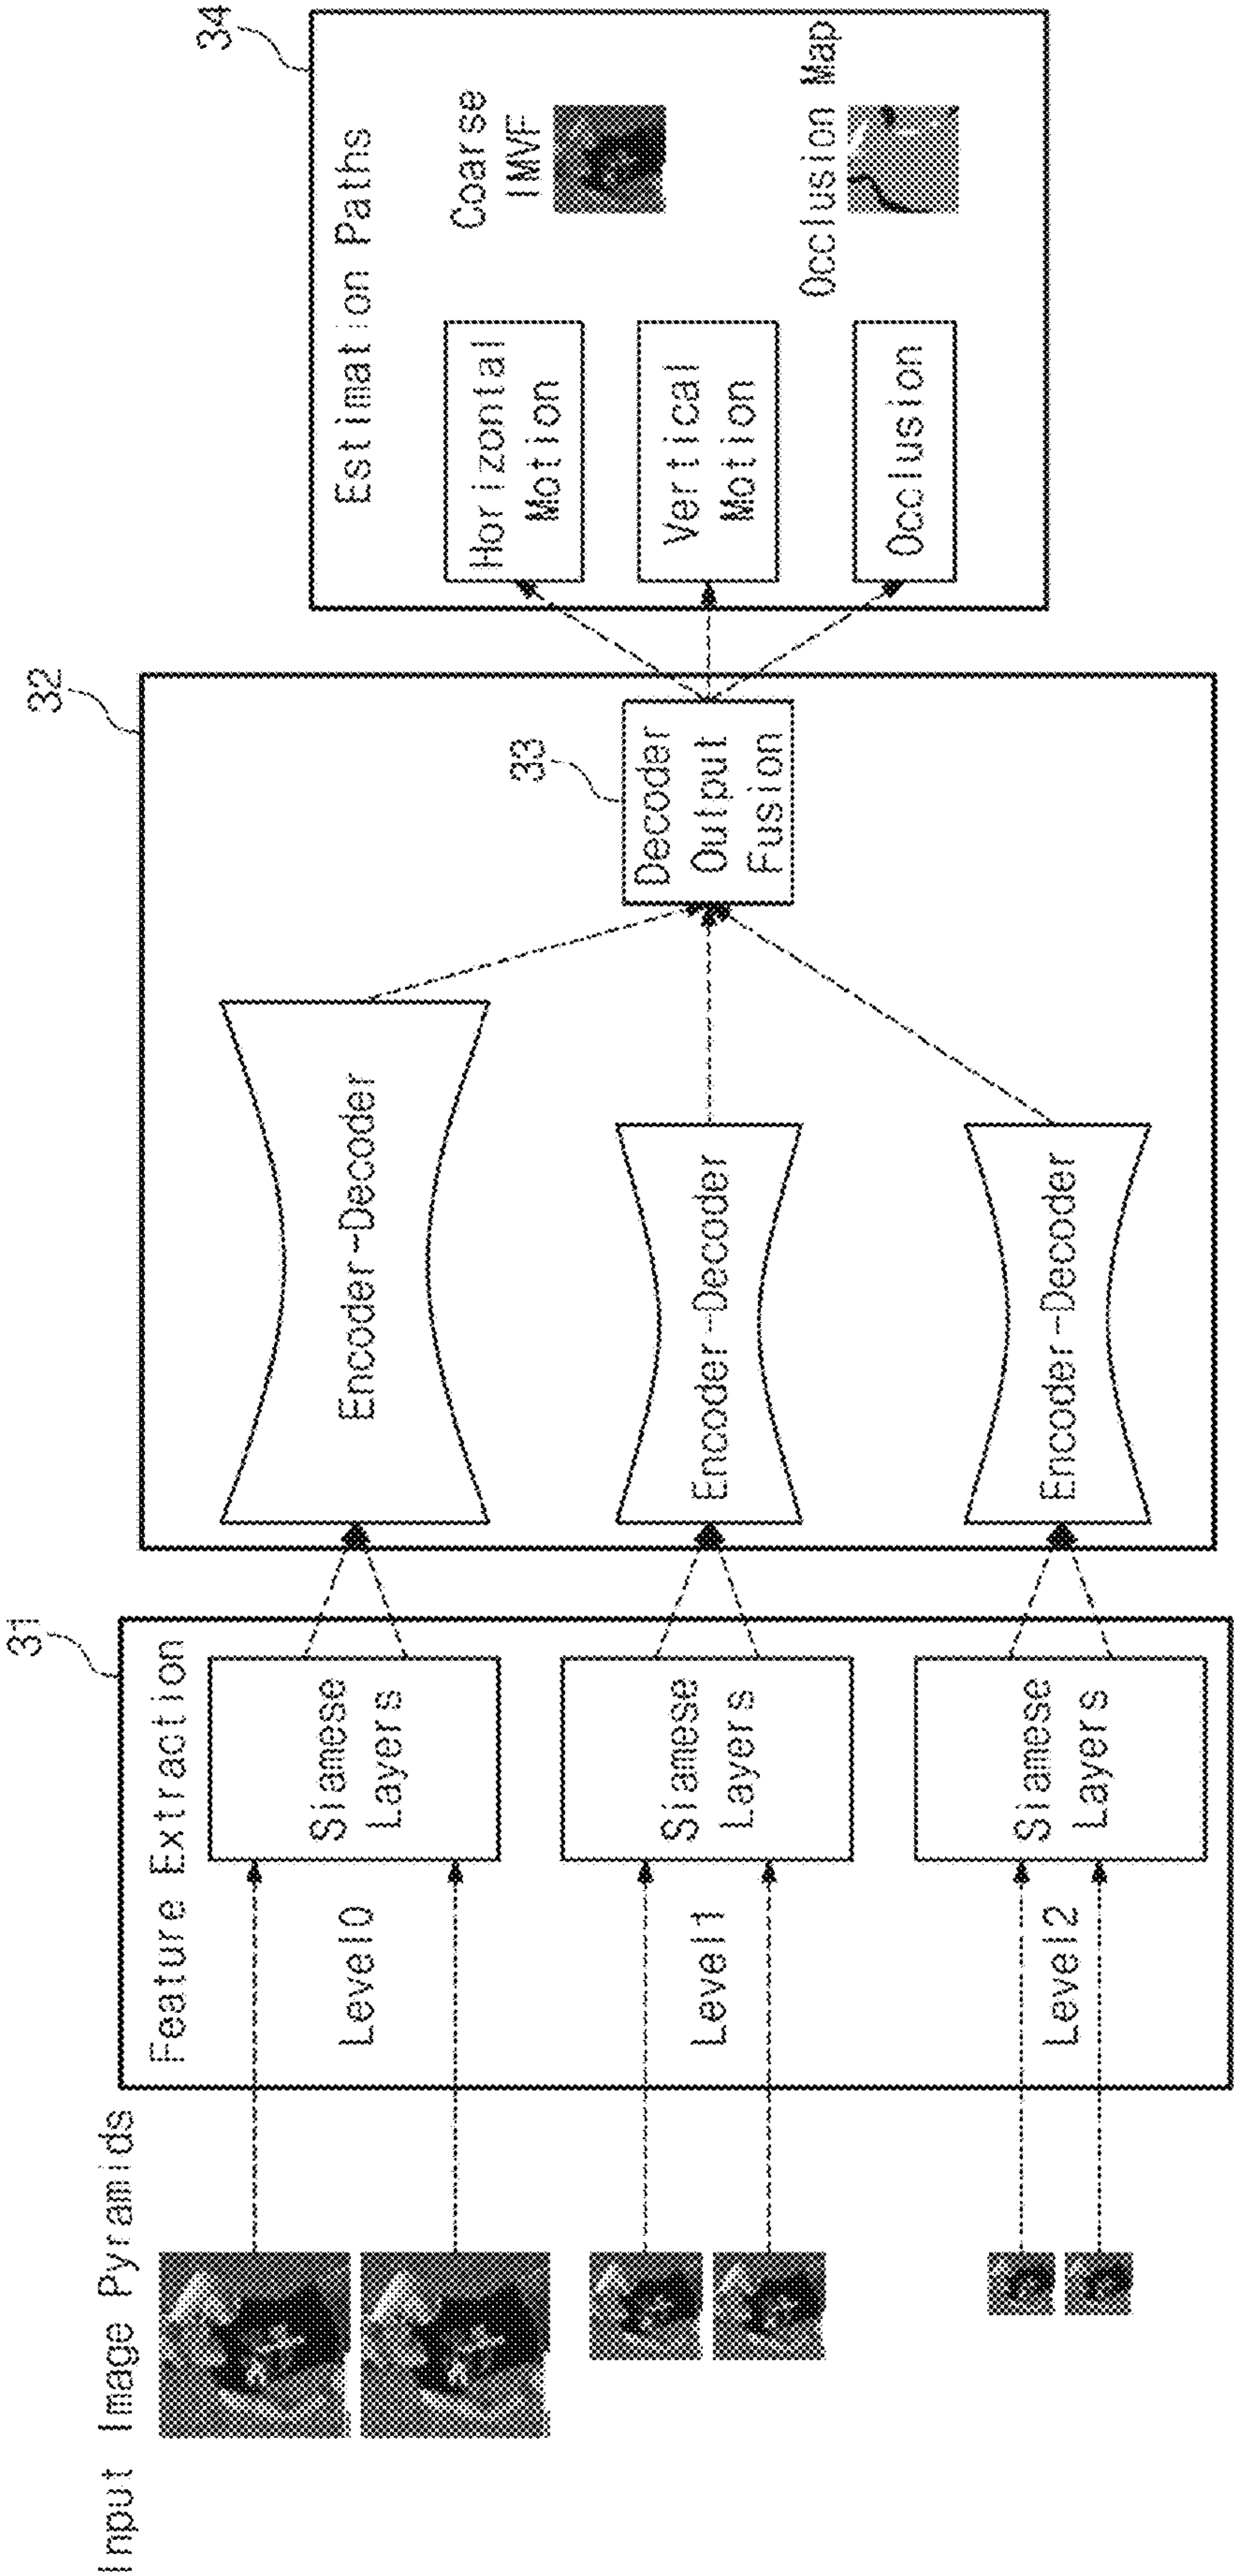 Input Image Pyramids
31
Feature Extraction
Level0
Siamese
Layers
Level1
Siamese
Layers
Level2
Siamese
Layers
32
Encoder-Decoder
Encoder-Decoder
Encoder-Decoder
33
Decoder
Output
Fusion
34
Estimation Paths
Horizontal
Motion
Vertical
Motion
Occlusion
Coarse
IMVF
Occlusion Map